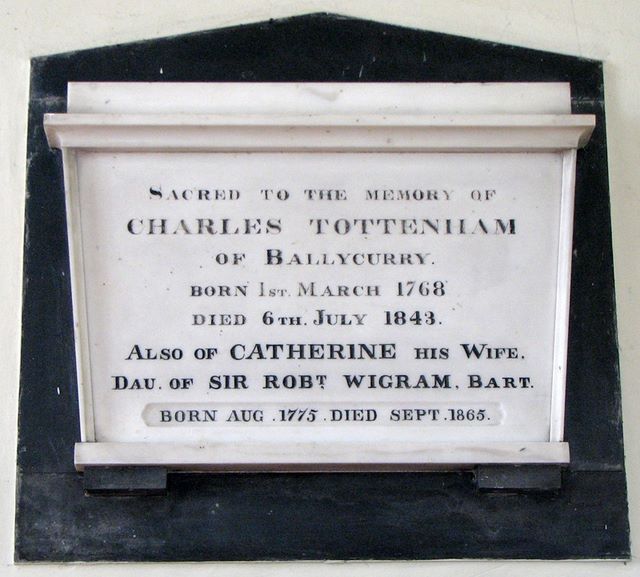 Sacred to the memory of
CHARLES TOTTENHAM
of Ballycurry.
born 1st. March 1768
died 6th. July 1843.
Also of CATHERINE his Wife.
Dau. of SIR ROBT. WIGRAM, Bart.
BORN AUG. 1775. DIED SEPT. 1865.